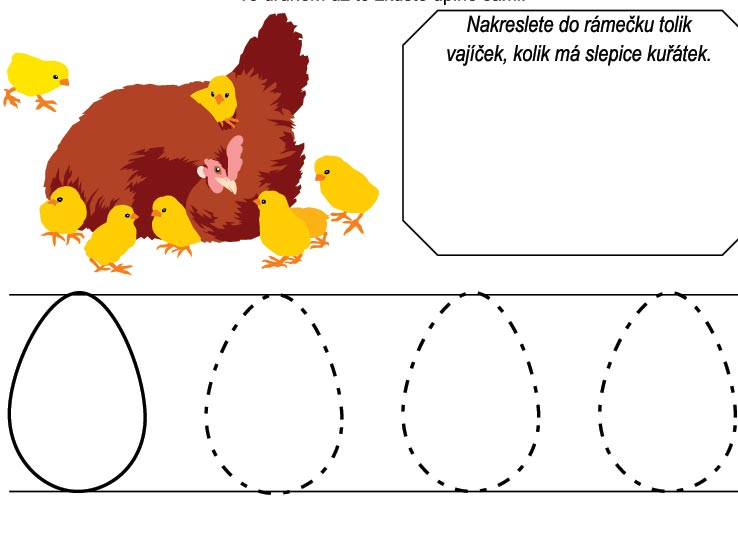 Nakreslete do rámečku tolik
vajíček, kolik má slepice kuřátek.